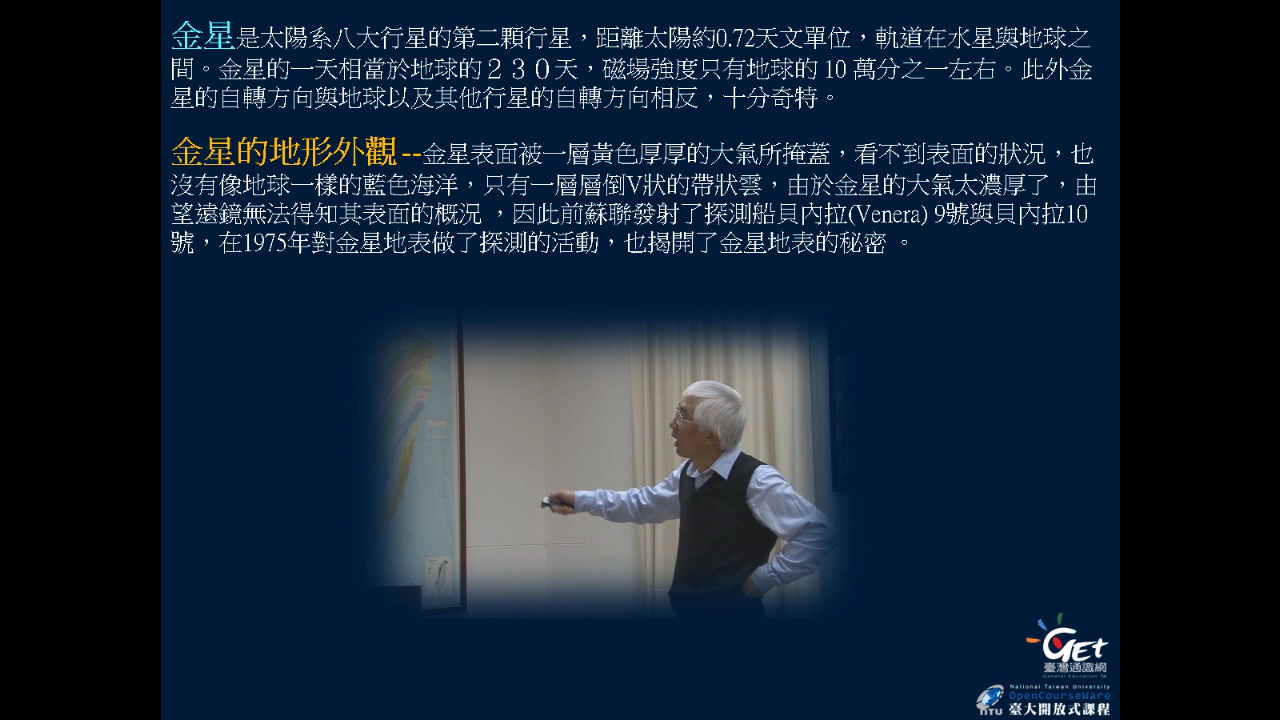 金星是太陽系八大行星的第二顆行星，距離太陽約0.72天文單位，軌道在水星與地球之
間。金星的一天相當於地球的２３０天，磁場強度只有地球的 10 萬分之一左右。此外金
星的自轉方向與地球以及其他行星的自轉方向相反，十分奇特。
金星的地形外觀 --金星表面被一層黃色厚厚的大氣所掩蓋，看不到表面的狀況，也
沒有像地球一樣的藍色海洋，只有一層層倒V狀的帶狀雲，由於金星的大氣太濃厚了，由
望遠鏡無法得知其表面的概況 ，因此前蘇聯發射了探測船貝內拉(Venera) 9號與貝內拉10
號，在1975年對金星地表做了探測的活動，也揭開了金星地表的秘密 。
GEt
臺灣通識網
General Education TW
National Taiwan University
OpenCourseWare
NTU 臺大開放式課程